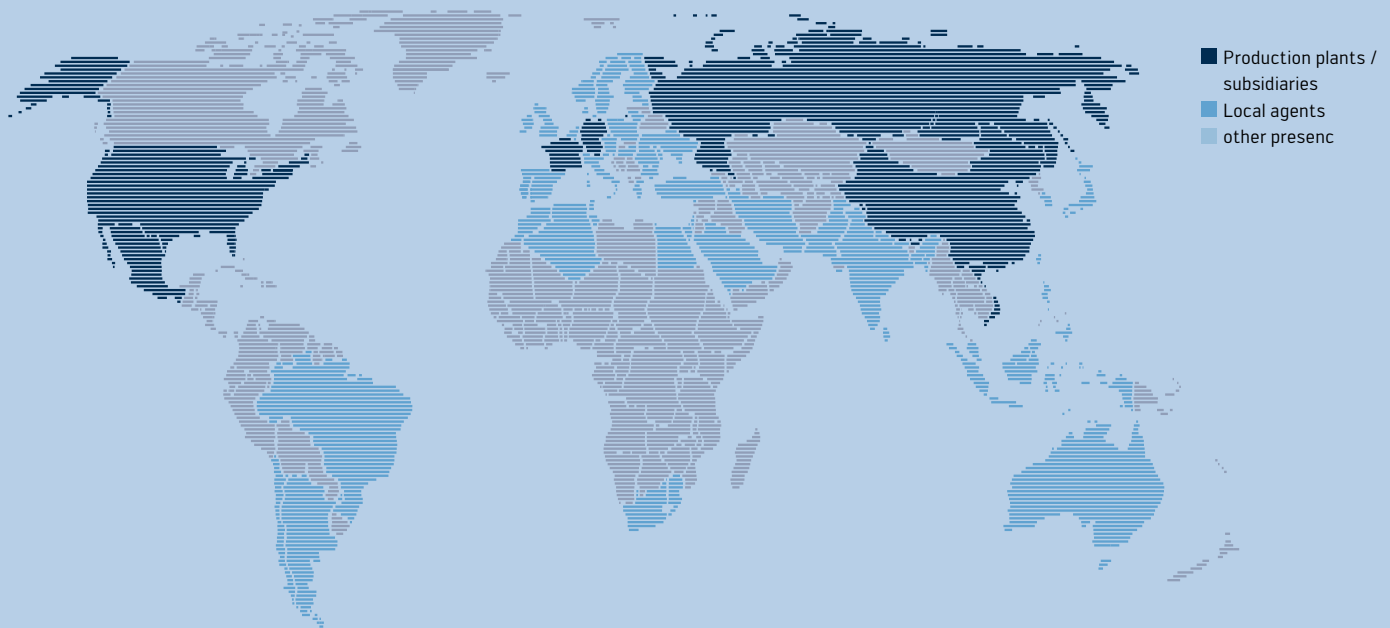 Production plants /
subsidiaries
Local agents
other presenc